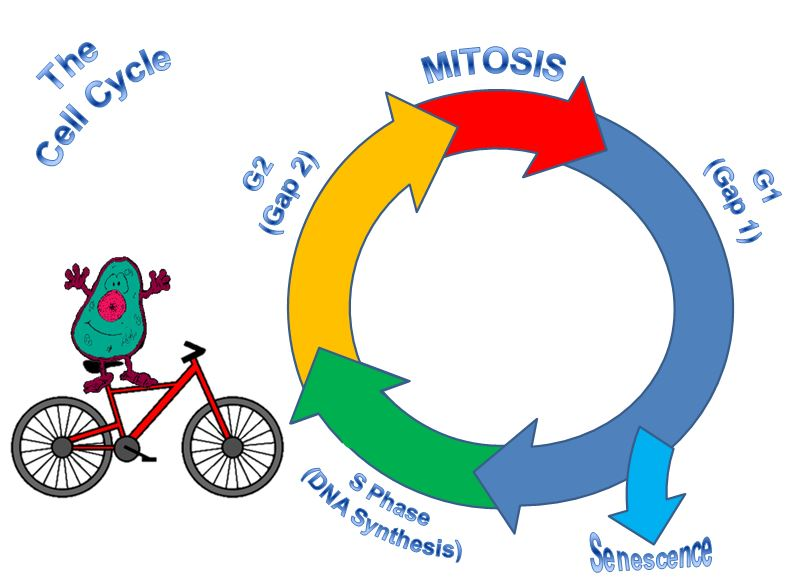 The
Cell Cycle
MITOSIS
G1
(Gap 1)
G2
(Gap 2)
S Phase
(DNA Synthesis)
Senescence